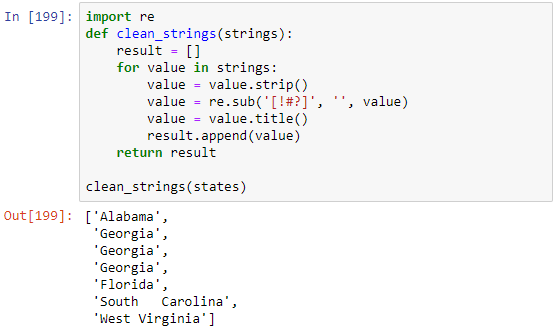 In [199]: import re
def clean_strings(strings):
    result = []
    for value in strings:
        value = value.strip()
        value = re.sub('[!#?]', '', value)
        value = value.title()
        result.append(value)
    return result

clean_strings(states)
Out[199]: ['Alabama',
 'Georgia',
 'Georgia',
 'Georgia',
 'Florida',
 'South   Carolina',
 'West Virginia']